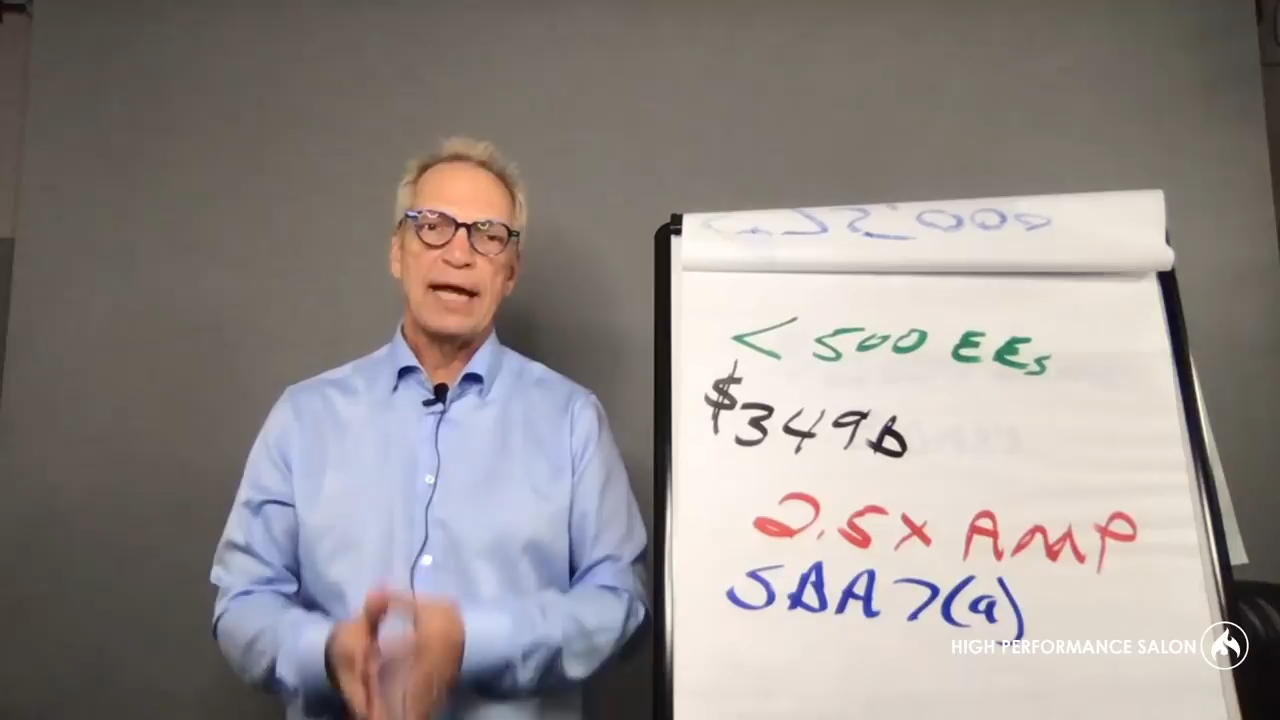 < 500 EEs
$349b
2.5x AMP
SBA 7(a)
HIGH PERFORMANCE SALON